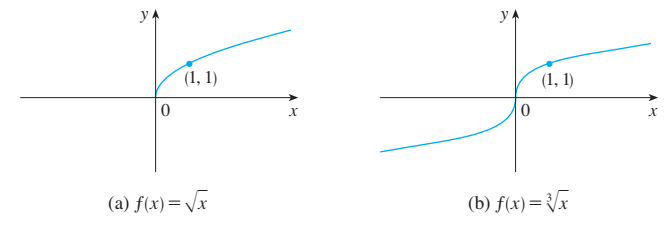 y
(1, 1)
0
x
(a) f(x)=√x
y
(1, 1)
0
x
(b) f(x)=∛x